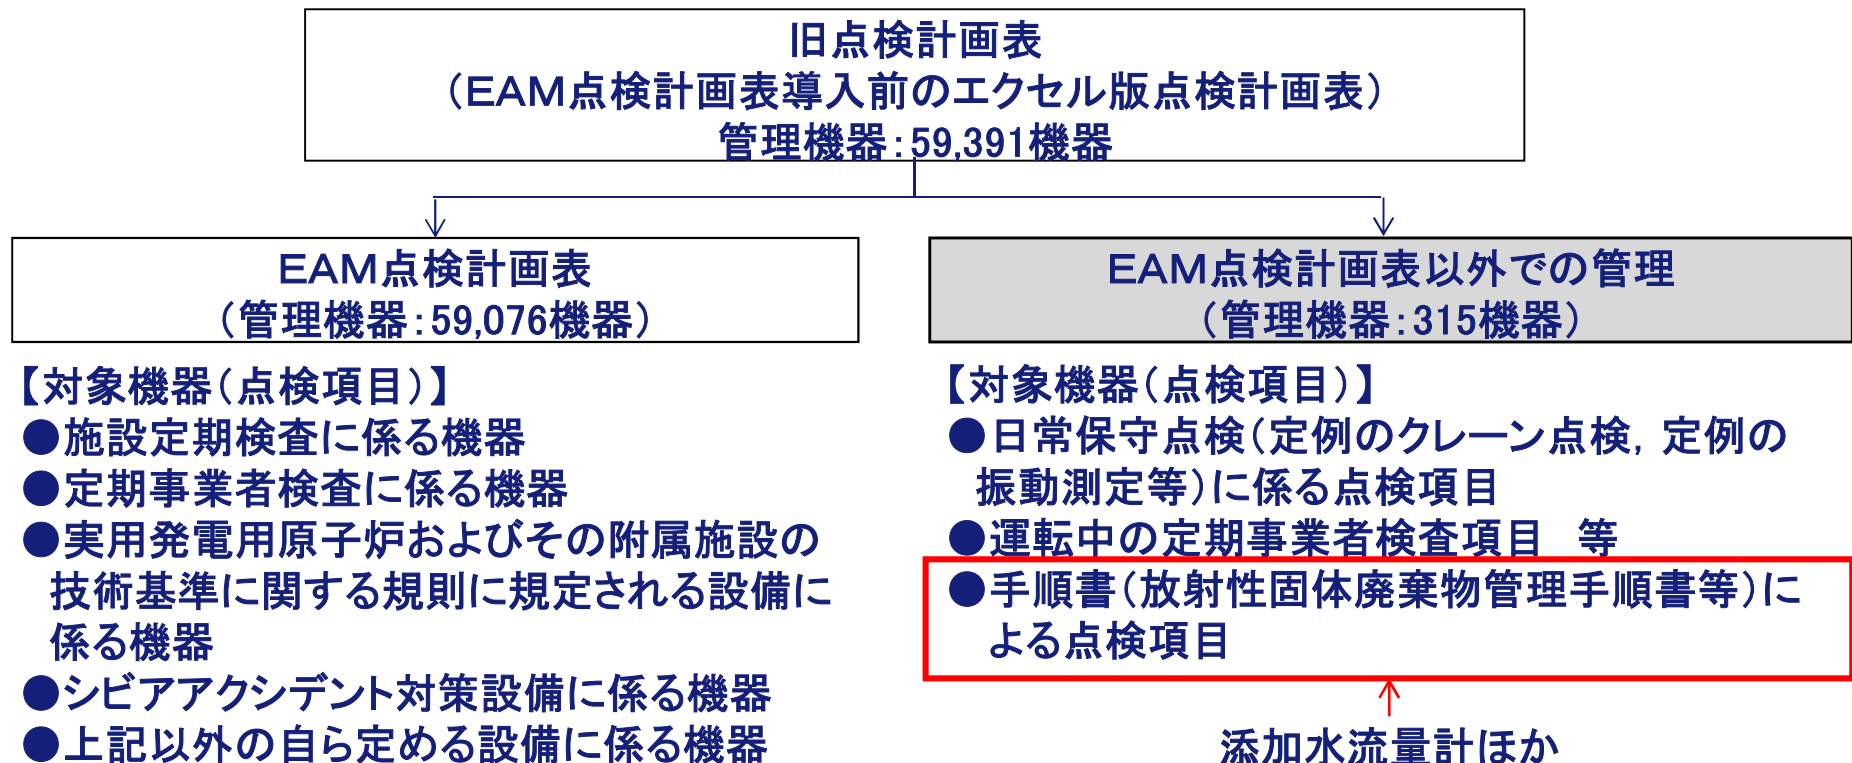 旧点検計画表
（ＥＡＭ点検計画表導入前のエクセル版点検計画表）
管理機器：59,391機器
ＥＡＭ点検計画表
（管理機器：59,076機器）
【対象機器（点検項目）】
●施設定期検査に係る機器
●定期事業者検査に係る機器
●実用発電用原子炉およびその附属施設の
技術基準に関する規則に規定される設備に
係る機器
●シビアアクシデント対策設備に係る機器
●上記以外の自ら定める設備に係る機器
ＥＡＭ点検計画表以外での管理
（管理機器：315機器）
【対象機器（点検項目）】
●日常保守点検（定例のクレーン点検，定例の
振動測定等）に係る点検項目
●運転中の定期事業者検査項目　等
●手順書（放射性固体廃棄物管理手順書等）に
よる点検項目
添加水流量計ほか